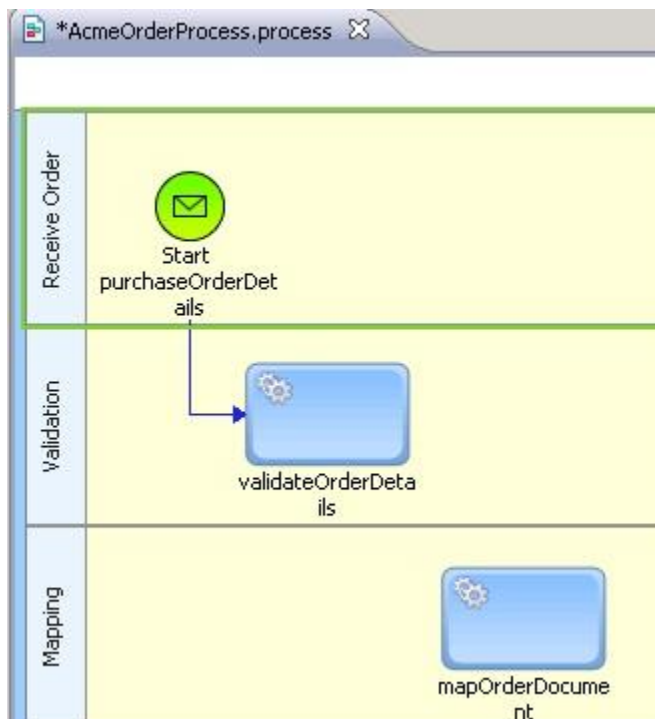 *AcmeOrderProcess.process
Receive Order
Start
purchaseOrderDet
ails
Validation
validateOrderDeta
ils
Mapping
mapOrderDocume
nt